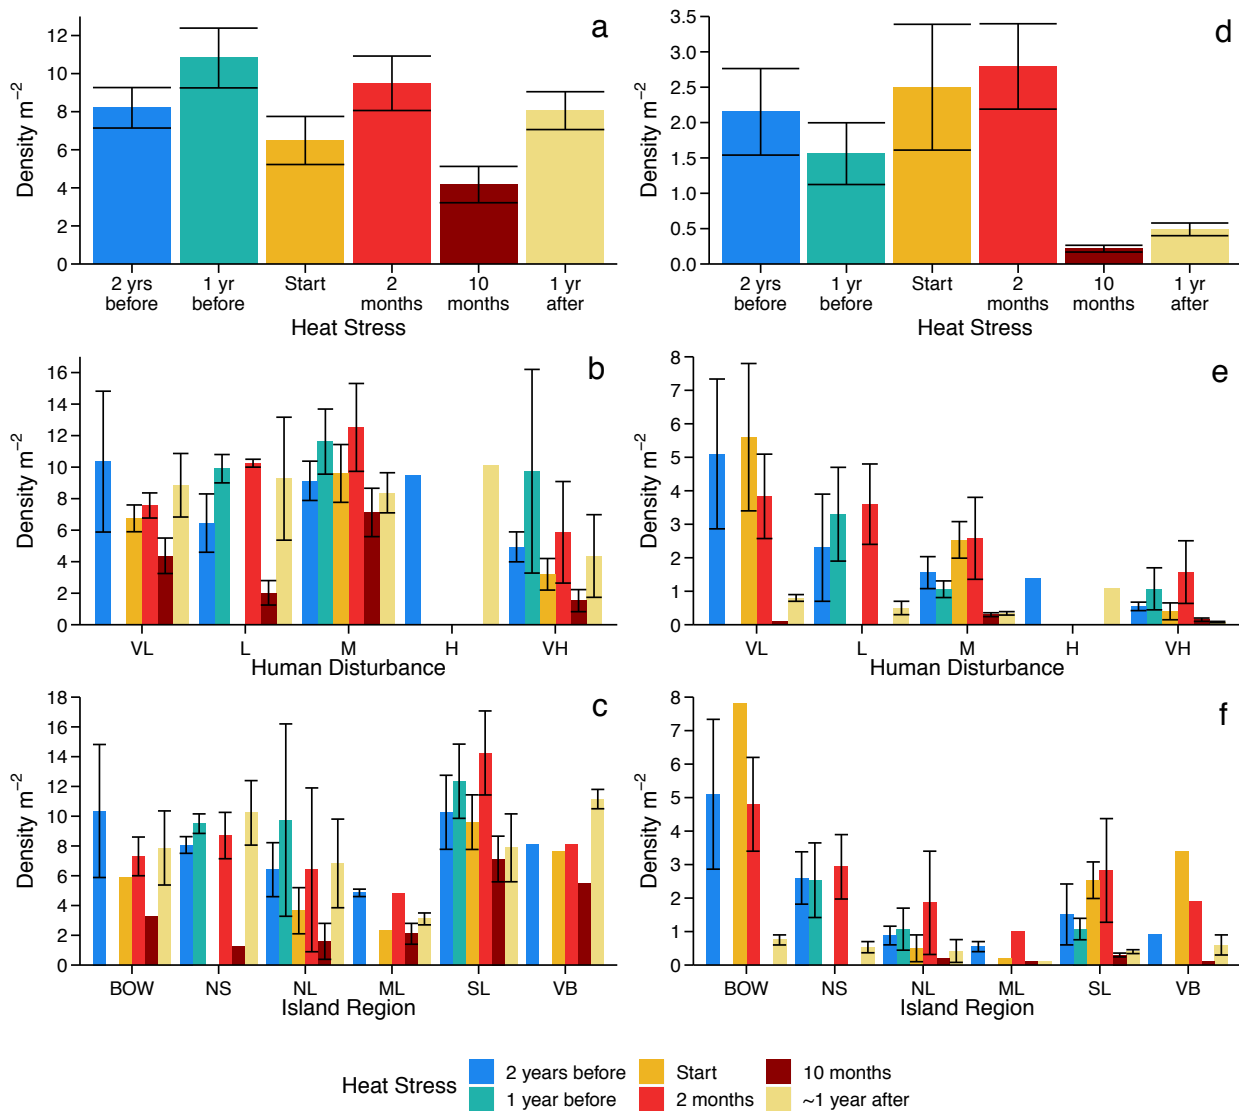 a
Density m⁻²
12
10
8
6
4
2
0
2 yrs before
1 yr before
Start
2 months
10 months
1 yr after
Heat Stress
d
Density m⁻²
3.5
3.0
2.5
2.0
1.5
1.0
0.5
0.0
2 yrs before
1 yr before
Start
2 months
10 months
1 yr after
Heat Stress
b
Density m⁻²
16
14
12
10
8
6
4
2
0
VL L M H VH
Human Disturbance
e
Density m⁻²
8
7
6
5
4
3
2
1
0
VL L M H VH
Human Disturbance
c
Density m⁻²
18
16
14
12
10
8
6
4
2
0
BOW NS NL ML SL VB
Island Region
f
Density m⁻²
8
7
6
5
4
3
2
1
0
BOW NS NL ML SL VB
Island Region
Heat Stress
2 years before
Start
10 months
1 year before
2 months
~1 year after